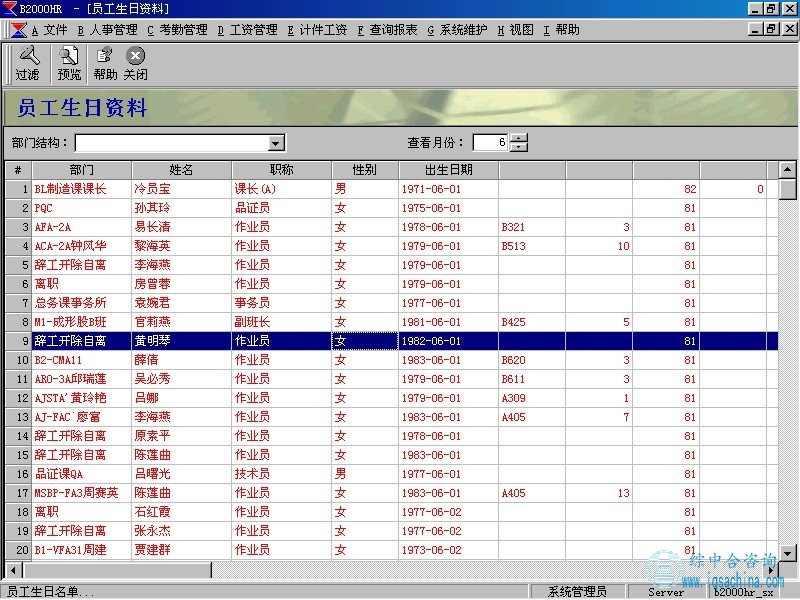 B2000HR - [员工生日资料]
A 文件 B 人事管理 C 考勤管理 D 工资管理 E 计件工资 F 查询报表 G 系统维护 H 视图 I 帮助
过滤 预览 帮助 关闭
员工生日资料
部门结构： 查看月份： 6
# 部门 姓名 职称 性别 出生日期
1 BL制造课课长 冷员宝 课长(A) 男 1971-06-01 82 0
2 PQC 孙其玲 品证员 女 1975-06-01 81
3 AFA-2A 易长清 作业员 女 1978-06-01 B321 3 81
4 ACA-2A钟风华 黎海英 作业员 女 1979-06-01 B513 10 81
5 辞工开除自离 李海燕 作业员 女 1979-06-01 81
6 离职 房曾蓉 作业员 女 1979-06-01 81
7 总务课事务所 袁婉君 事务员 女 1977-06-01 81
8 M1-成形股B班 官莉燕 副班长 女 1981-06-01 B425 5 81
9 辞工开除自离 黄明琴 作业员 女 1982-06-01 81
10 B2-CMA11 薛倩 作业员 女 1983-06-01 B620 3 81
11 ARO-3A邱瑞莲 吴必秀 作业员 女 1979-06-01 B611 3 81
12 AJSTA'黄玲艳 吕娜 作业员 女 1979-06-01 A309 1 81
13 AJ-FAC`廖富 李海燕 作业员 女 1983-06-01 A405 7 81
14 辞工开除自离 原素平 作业员 女 1978-06-01 81
15 辞工开除自离 陈莲曲 作业员 女 1983-06-01 81
16 品证课QA 吕曙光 技术员 男 1977-06-01 81
17 MSBP-FA3周赛英 陈莲曲 作业员 女 1983-06-01 A405 13 81
18 离职 石红霞 作业员 女 1977-06-02 81
19 辞工开除自离 张永杰 作业员 女 1977-06-02 81
20 B1-VFA31周建 贾建群 作业员 女 1973-06-02 81
综中合咨询
www.iqsachina.com
员工生日名单... 系统管理员 Server b2000hr_sx